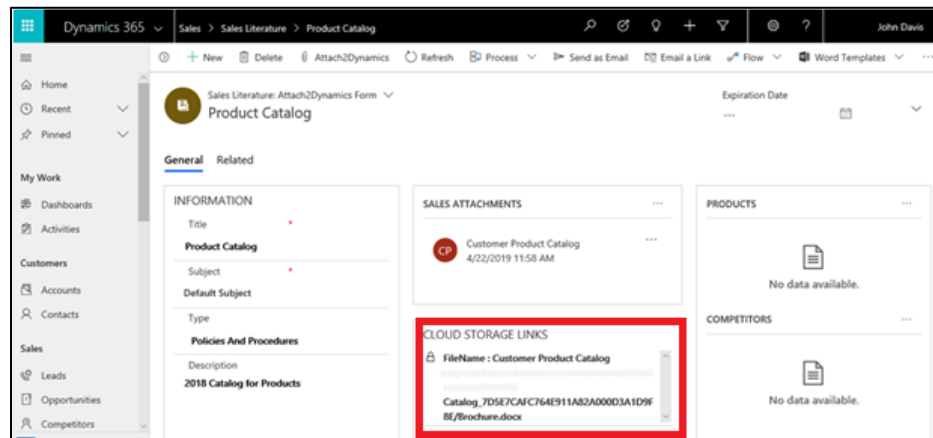 Dynamics 365
Sales > Sales Literature > Product Catalog
John Davis
New
Delete
Attach2Dynamics
Refresh
Process
Send as Email
Email a Link
Flow
Word Templates
Home
Recent
Pinned
My Work
Dashboards
Activities
Customers
Accounts
Contacts
Sales
Leads
Opportunities
Competitors
Sales Literature: Attach2Dynamics Form
Product Catalog
Expiration Date
---
General Related
INFORMATION
Title *
Product Catalog
Subject *
Default Subject
Type
Policies And Procedures
Description
2018 Catalog for Products
SALES ATTACHMENTS
CP
Customer Product Catalog
4/22/2019 11:58 AM
CLOUD STORAGE LINKS
FileName : Customer Product Catalog
Catalog_7D5E7CAFC764E911A82A000D3A1D9F
8E/Brochure.docx
PRODUCTS
No data available.
COMPETITORS
No data available.